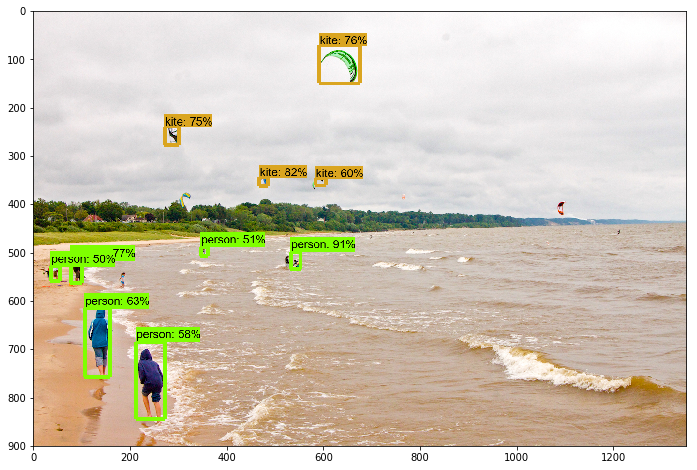 0
kite: 76%
100
200
kite: 75%
300
kite: 82%
kite: 60%
400
person: 51%
person: 91%
500
77%
person: 50%
600
person: 63%
person: 58%
700
800
900
0
200
400
600
800
1000
1200